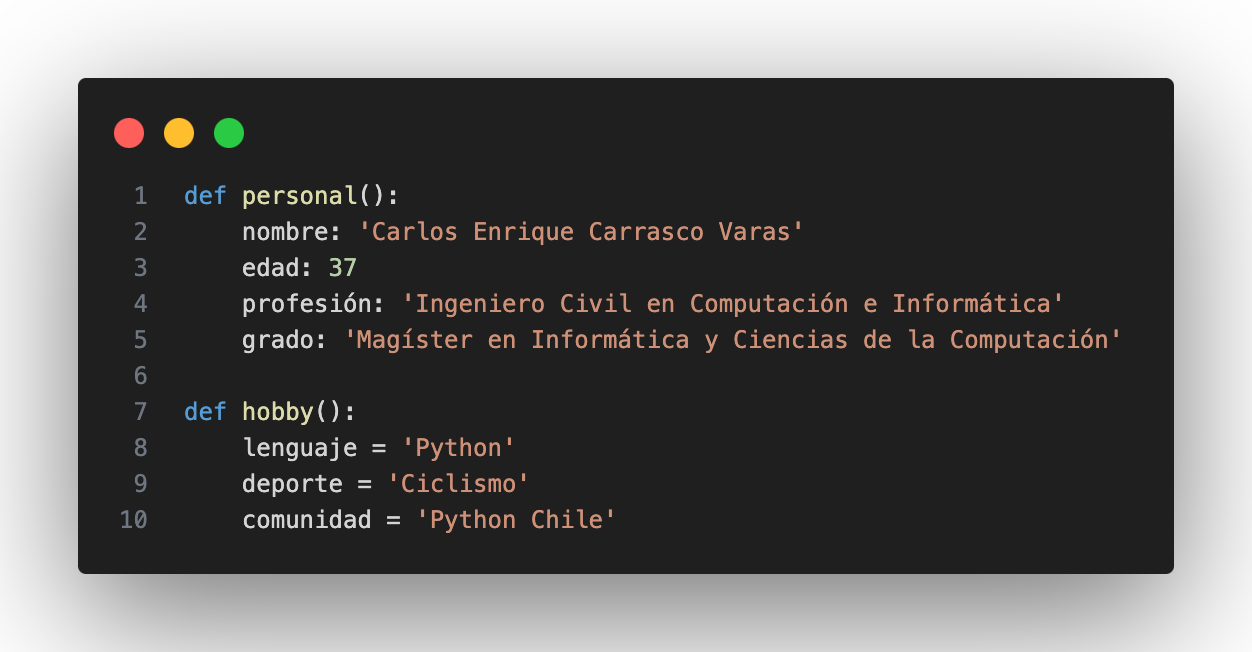 1 def personal():
2     nombre: 'Carlos Enrique Carrasco Varas'
3     edad: 37
4     profesión: 'Ingeniero Civil en Computación e Informática'
5     grado: 'Magíster en Informática y Ciencias de la Computación'
6
7 def hobby():
8     lenguaje = 'Python'
9     deporte = 'Ciclismo'
10     comunidad = 'Python Chile'